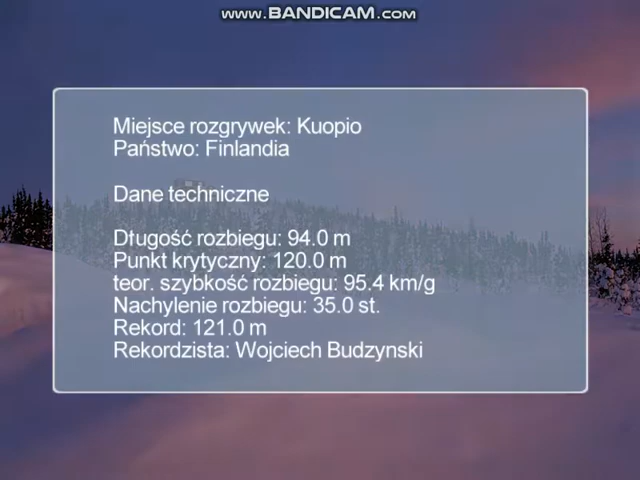 www.BANDICAM.com
Miejsce rozgrywek: Kuopio
Państwo: Finlandia
Dane techniczne
Długość rozbiegu: 94.0 m
Punkt krytyczny: 120.0 m
teor. szybkość rozbiegu: 95.4 km/g
Nachylenie rozbiegu: 35.0 st.
Rekord: 121.0 m
Rekordzista: Wojciech Budzynski